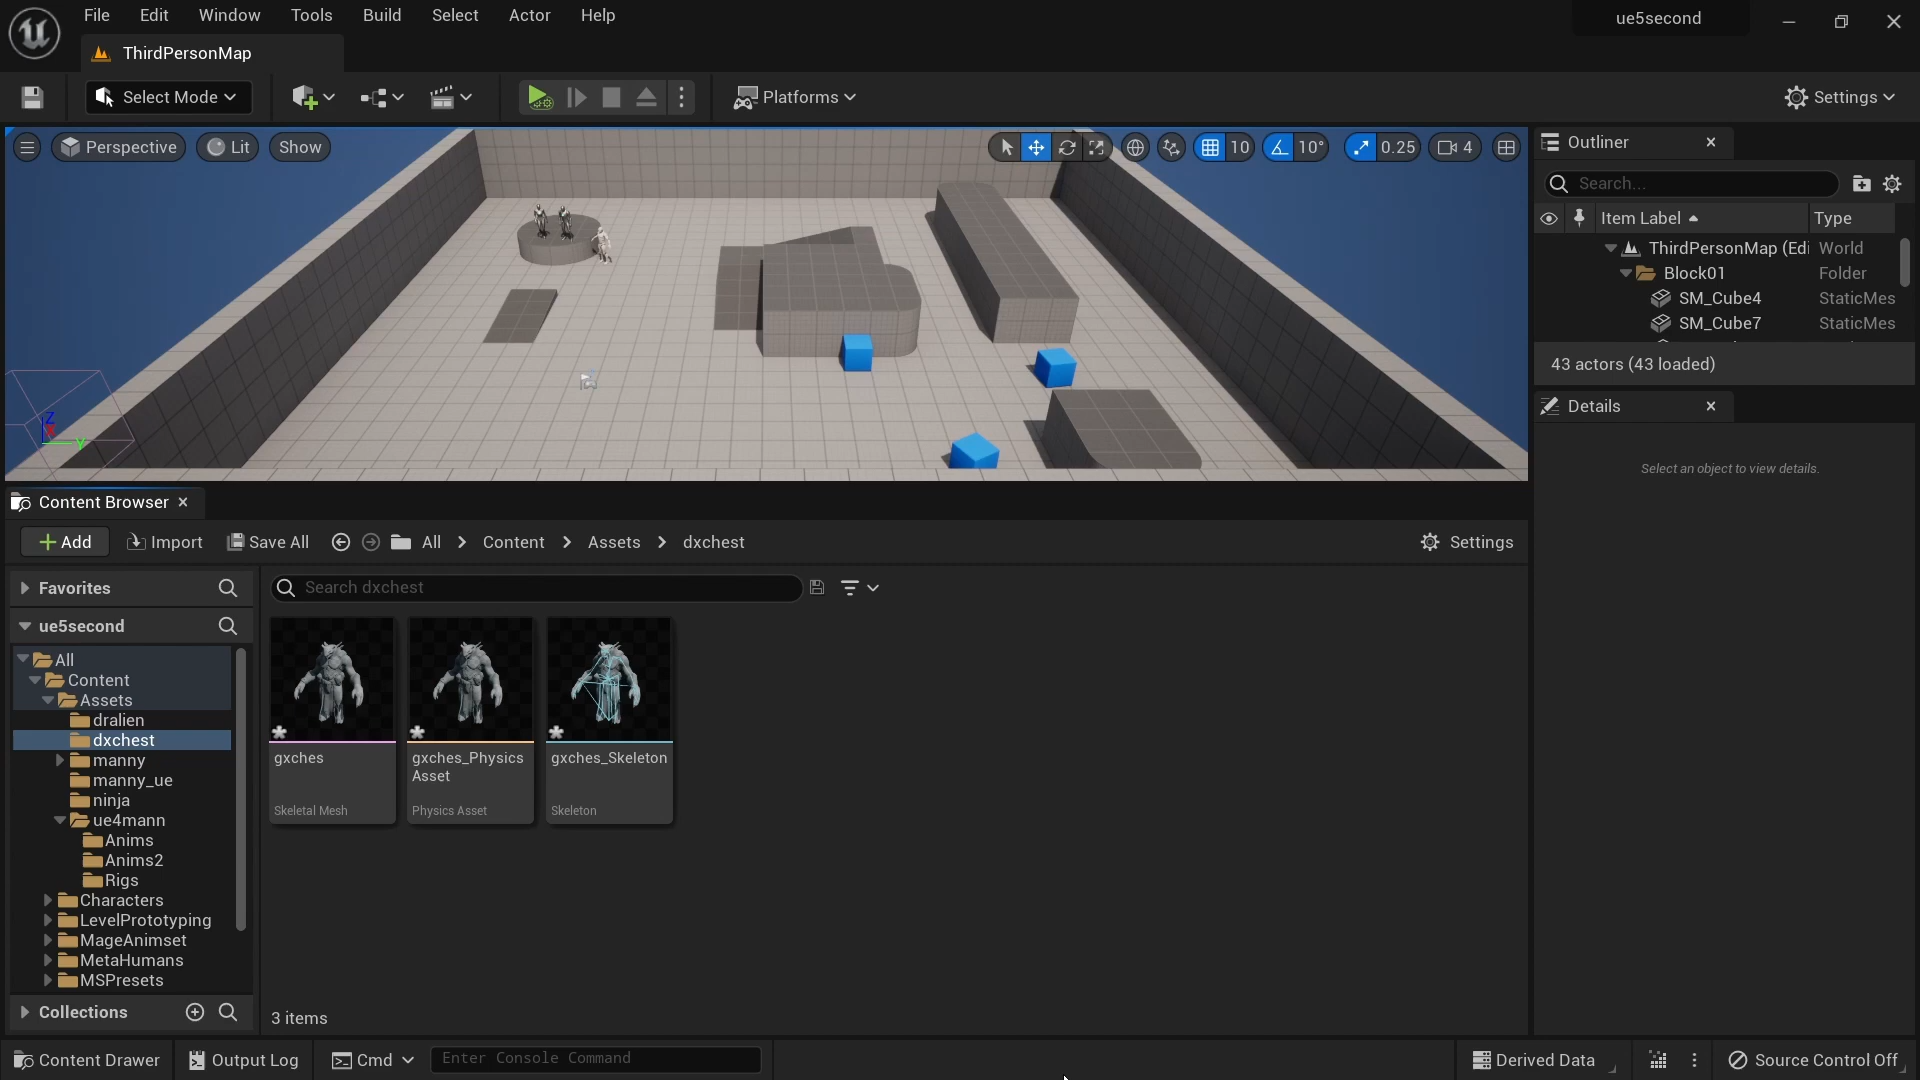 File Edit Window Tools Build Select Actor Help
ue5second
ThirdPersonMap
Select Mode
Platforms
Settings
Perspective Lit Show
10 10° 0.25 4
Z
Y
Outliner
Search...
Item Label Type
ThirdPersonMap (Edi World
Block01 Folder
SM_Cube4 StaticMes
SM_Cube7 StaticMes
43 actors (43 loaded)
Details
Select an object to view details.
Content Browser
Add Import Save All All Content Assets dxchest Settings
Favorites
Search dxchest
ue5second
All
Content
Assets
dralien
dxchest
manny
manny_ue
ninja
ue4mann
Anims
Anims2
Rigs
Characters
LevelPrototyping
MageAnimset
MetaHumans
MSPresets
Collections
gxches
Skeletal Mesh
gxches_Physics
Asset
Physics Asset
gxches_Skeleton
Skeleton
3 items
Content Drawer Output Log Cmd Enter Console Command Derived Data Source Control Off